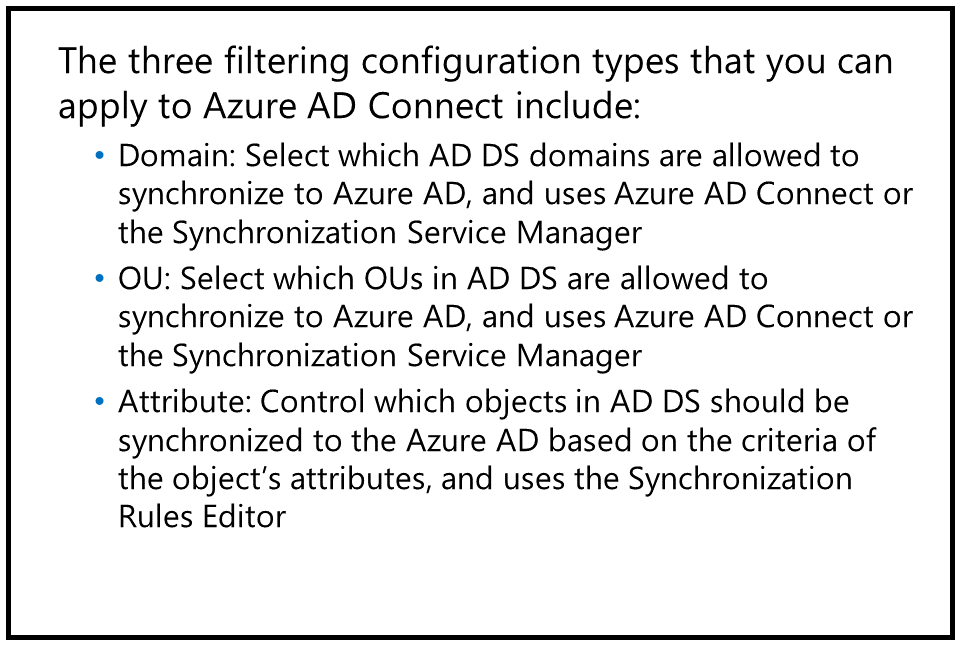 The three filtering configuration types that you can
apply to Azure AD Connect include:
• Domain: Select which AD DS domains are allowed to
synchronize to Azure AD, and uses Azure AD Connect or
the Synchronization Service Manager
• OU: Select which OUs in AD DS are allowed to
synchronize to Azure AD, and uses Azure AD Connect or
the Synchronization Service Manager
• Attribute: Control which objects in AD DS should be
synchronized to the Azure AD based on the criteria of
the object’s attributes, and uses the Synchronization
Rules Editor